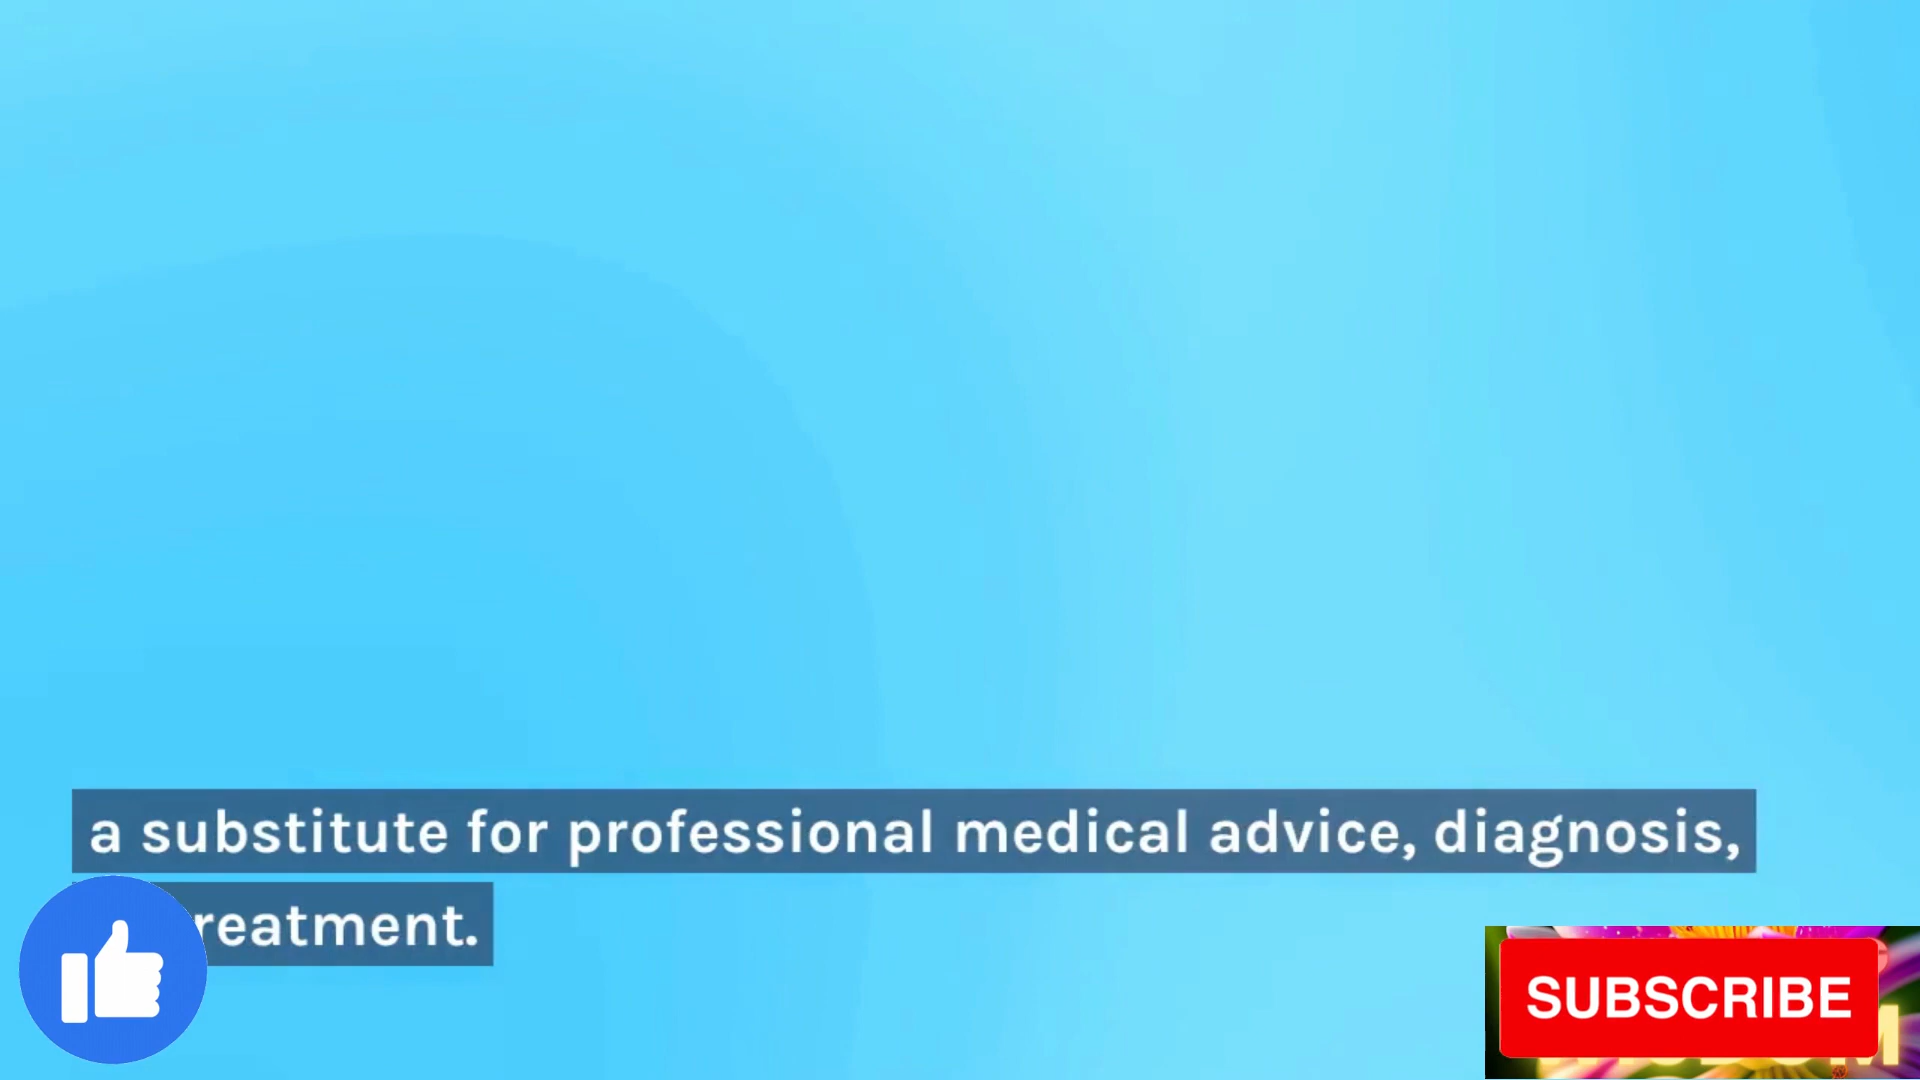 a substitute for professional medical advice, diagnosis,
reatment.
SUBSCRIBE